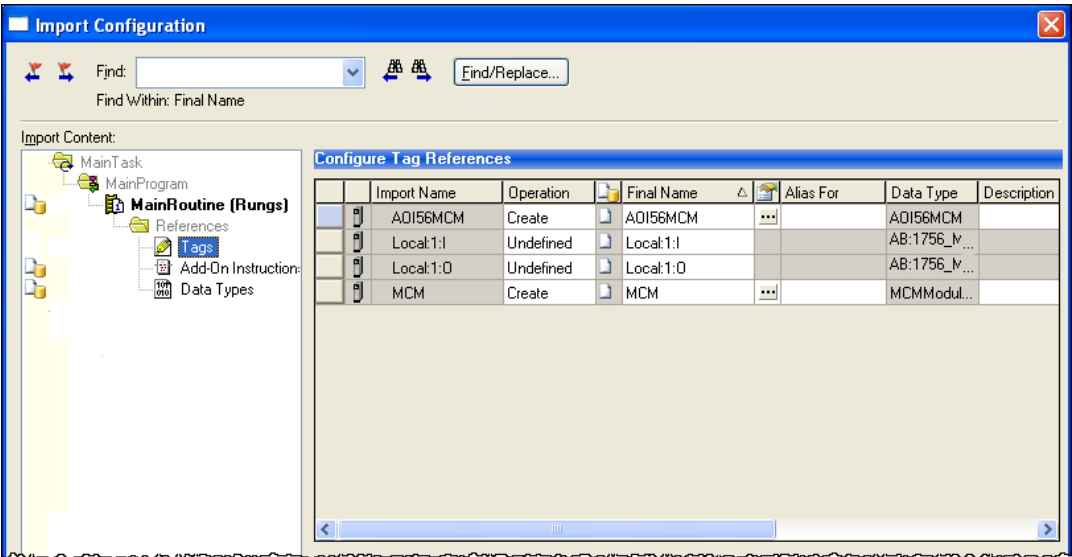 Import Configuration
Find:
Find/Replace...
Find Within: Final Name
Import Content:
MainTask
MainProgram
MainRoutine (Rungs)
References
Tags
Add-On Instruction
Data Types
Configure Tag References
Import Name Operation Final Name Alias For Data Type Description
AOI56MCM Create AOI56MCM ... AOI56MCM
Local:1:I Undefined Local:1:I AB:1756_M...
Local:1:O Undefined Local:1:O AB:1756_M...
MCM Create MCM ... MCMModul...